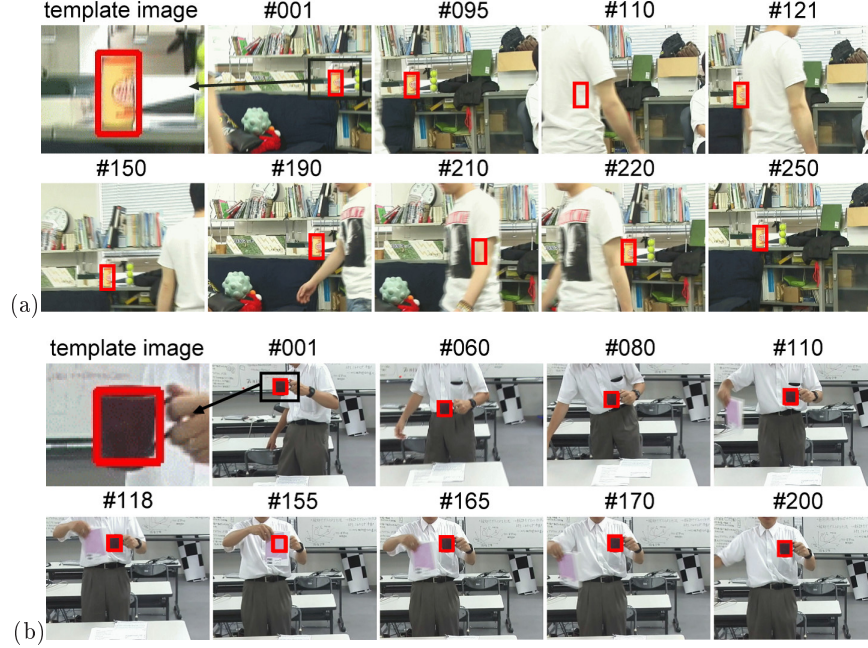 template image #001 #095 #110 #121
#150 #190 #210 #220 #250
(a)
template image #001 #060 #080 #110
#118 #155 #165 #170 #200
(b)